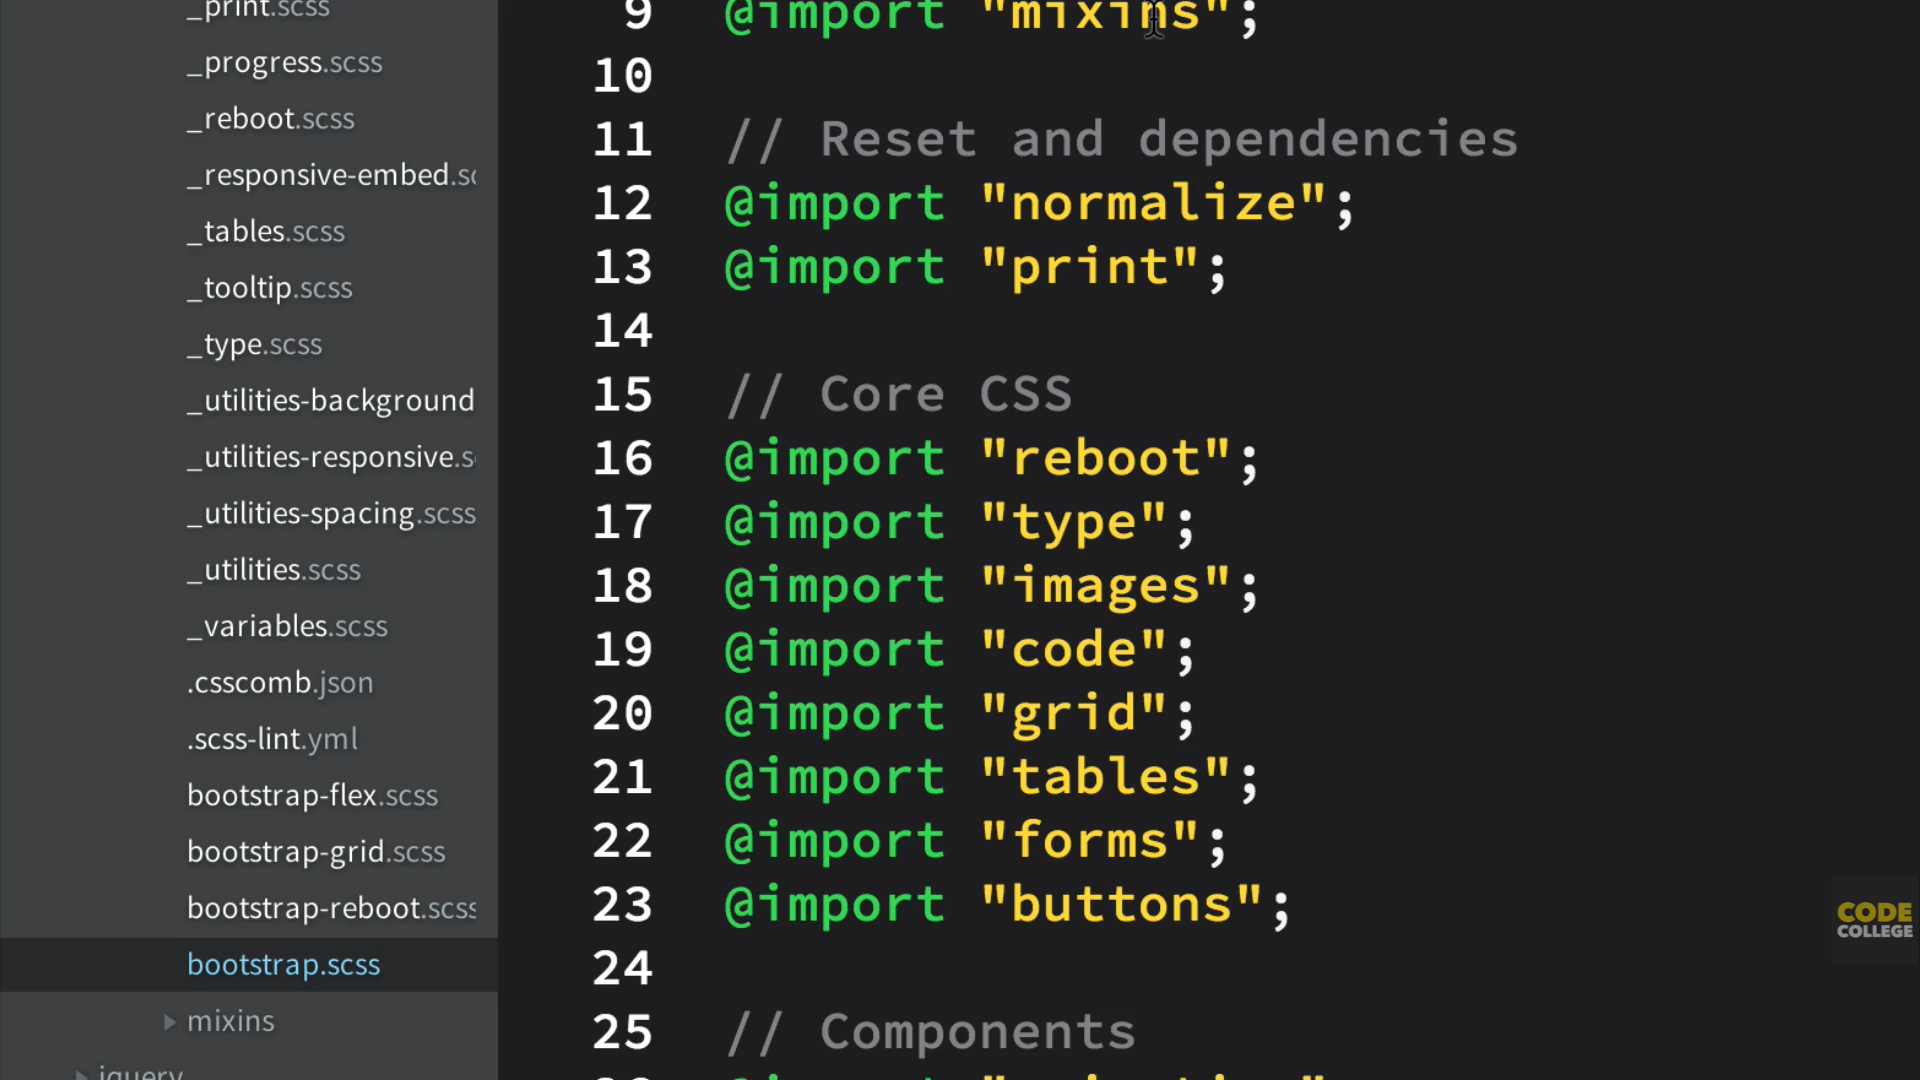 _print.scss
_progress.scss
_reboot.scss
_responsive-embed.sc
_tables.scss
_tooltip.scss
_type.scss
_utilities-background
_utilities-responsive.s
_utilities-spacing.scss
_utilities.scss
_variables.scss
.csscomb.json
.scss-lint.yml
bootstrap-flex.scss
bootstrap-grid.scss
bootstrap-reboot.scss
bootstrap.scss
mixins
jquery
9 @import "mixins";
10
11 // Reset and dependencies
12 @import "normalize";
13 @import "print";
14
15 // Core CSS
16 @import "reboot";
17 @import "type";
18 @import "images";
19 @import "code";
20 @import "grid";
21 @import "tables";
22 @import "forms";
23 @import "buttons";
24
25 // Components
CODE
COLLEGE